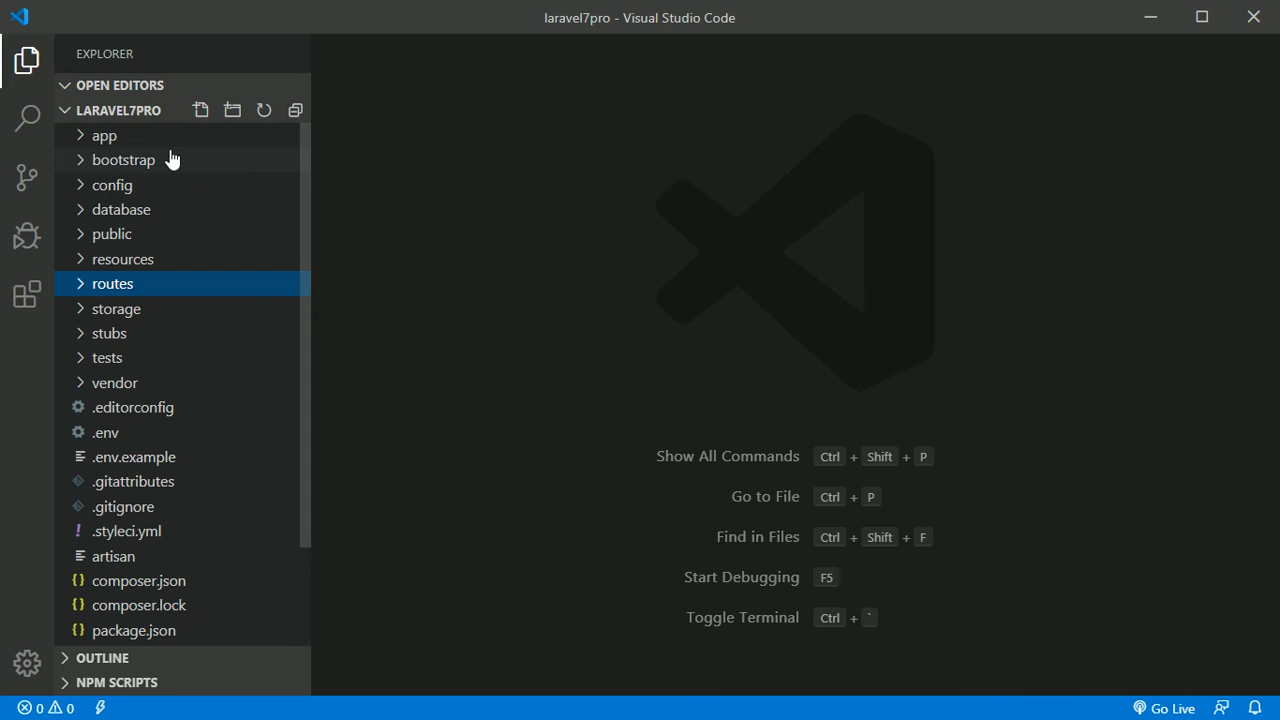 laravel7pro - Visual Studio Code
EXPLORER
OPEN EDITORS
LARAVEL7PRO
app
bootstrap
config
database
public
resources
routes
storage
stubs
tests
vendor
.editorconfig
.env
.env.example
.gitattributes
.gitignore
.styleci.yml
artisan
composer.json
composer.lock
package.json
OUTLINE
NPM SCRIPTS
Show All Commands Ctrl + Shift + P
Go to File Ctrl + P
Find in Files Ctrl + Shift + F
Start Debugging F5
Toggle Terminal Ctrl + `
0 0
Go Live